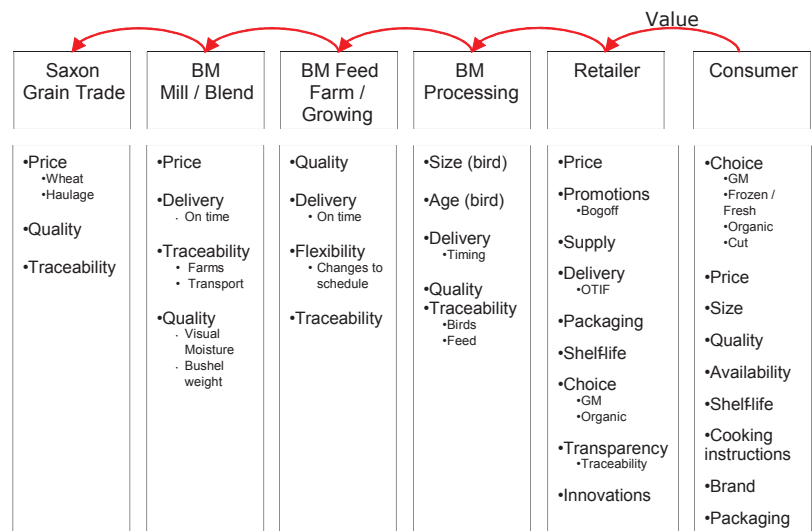 Value
Saxon
Grain Trade
BM
Mill / Blend
BM Feed
Farm /
Growing
BM
Processing
Retailer
Consumer
•Price
•Wheat
•Haulage
•Quality
•Traceability
•Price
•Delivery
· On time
•Traceability
• Farms
• Transport
•Quality
· Visual
Moisture
· Bushel
weight
•Quality
•Delivery
• On time
•Flexibility
•Changes to
schedule
•Traceability
•Size (bird)
•Age (bird)
•Delivery
•Timing
•Quality
•Traceability
•Birds
•Feed
•Price
•Promotions
•Bogoff
•Supply
•Delivery
•OTIF
•Packaging
•Shelf-life
•Choice
•GM
•Organic
•Transparency
•Traceability
•Innovations
•Choice
•GM
•Frozen /
Fresh
•Organic
•Cut
•Price
•Size
•Quality
•Availability
•Shelf-life
•Cooking
instructions
•Brand
•Packaging